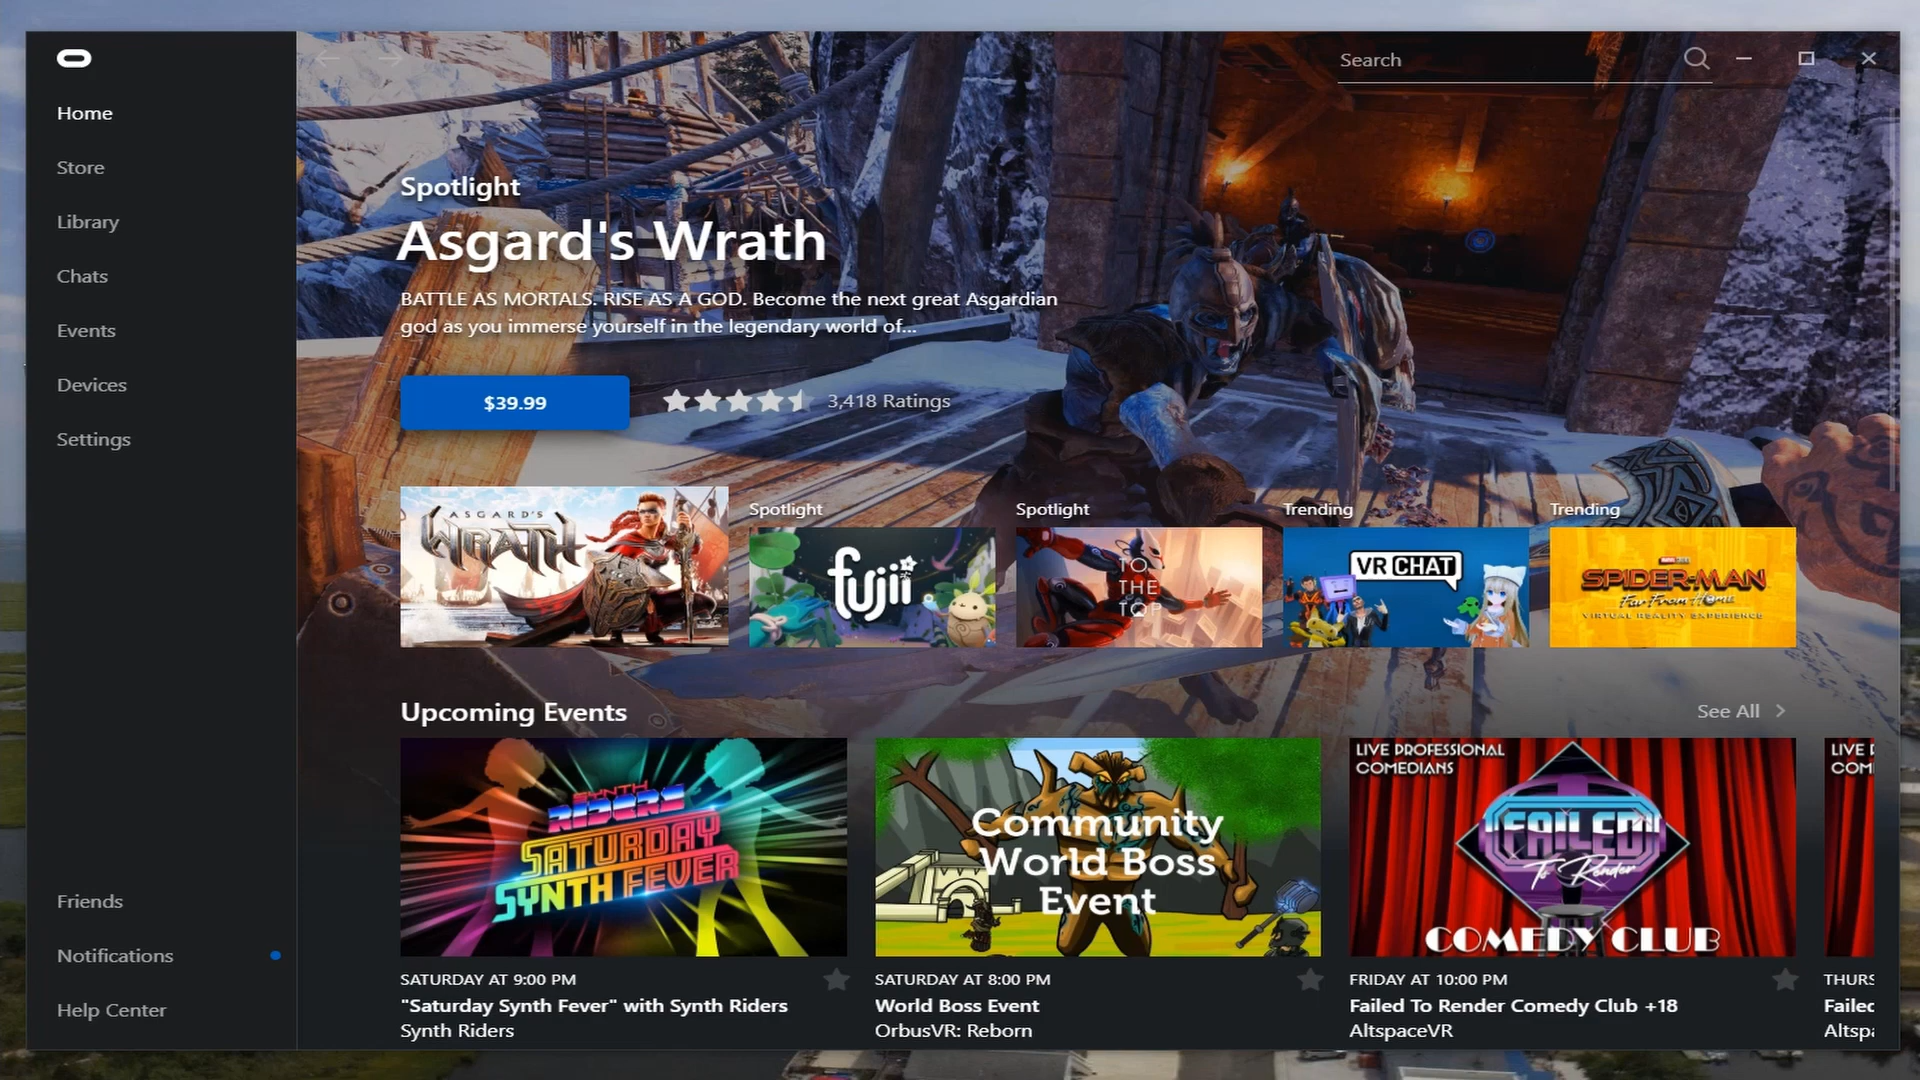 Search
Home
Store
Library
Chats
Events
Devices
Settings
Friends
Notifications
Help Center
Spotlight
Asgard's Wrath
BATTLE AS MORTALS. RISE AS A GOD. Become the next great Asgardian
god as you immerse yourself in the legendary world of...
$39.99
3,418 Ratings
ASGARD'S
WRATH
Spotlight
fujii
Spotlight
TO
THE
TOP
Trending
VR CHAT
Trending
SPIDER-MAN
Far From Home
VIRTUAL REALITY EXPERIENCE
Upcoming Events
See All
SYNTH
RIDERS
SATURDAY
SYNTH FEVER
SATURDAY AT 9:00 PM
"Saturday Synth Fever" with Synth Riders
Synth Riders
Community
World Boss
Event
SATURDAY AT 8:00 PM
World Boss Event
OrbusVR: Reborn
LIVE PROFESSIONAL
COMEDIANS
FAILED
To Render
COMEDY CLUB
FRIDAY AT 10:00 PM
Failed To Render Comedy Club +18
AltspaceVR
LIVE
COM
THURS
Failed
Altspa